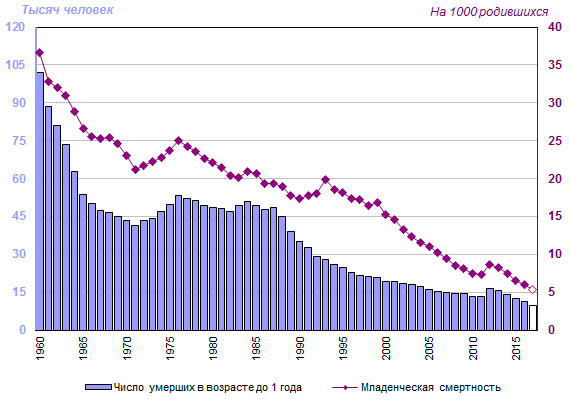 Тысяч человек
На 1000 родившихся
120 40
105 35
90 30
75 25
60 20
45 15
30 10
15 5
0 0
1960 1965 1970 1975 1980 1985 1990 1995 2000 2005 2010 2015
Число умерших в возрасте до 1 года Младенческая смертность